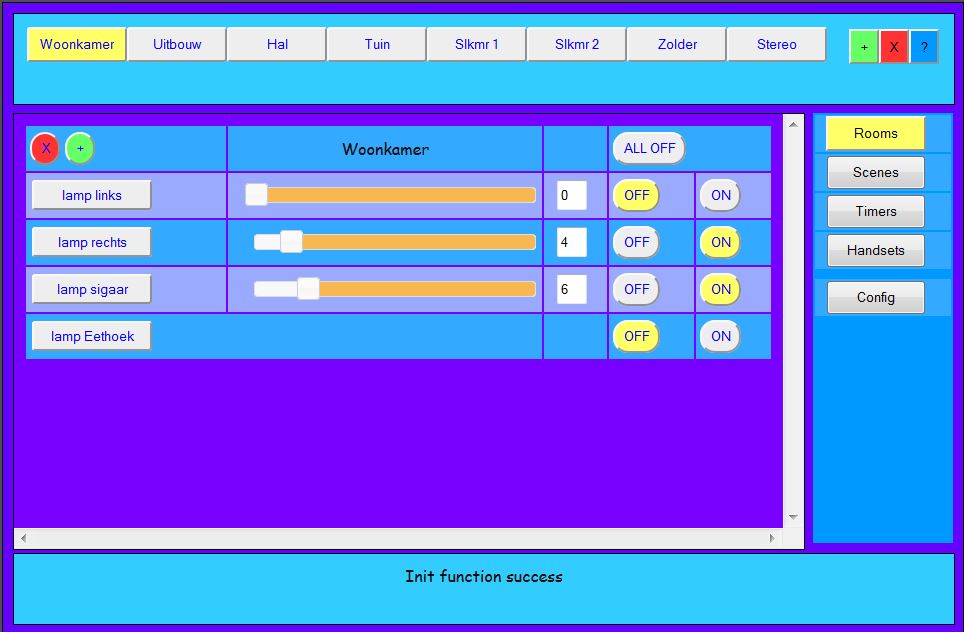 Woonkamer Uitbouw Hal Tuin Slkmr 1 Slkmr 2 Zolder Stereo + X ?
X + Woonkamer ALL OFF
lamp links 0 OFF ON
lamp rechts 4 OFF ON
lamp sigaar 6 OFF ON
lamp Eethoek OFF ON
Rooms
Scenes
Timers
Handsets
Config
Init function success